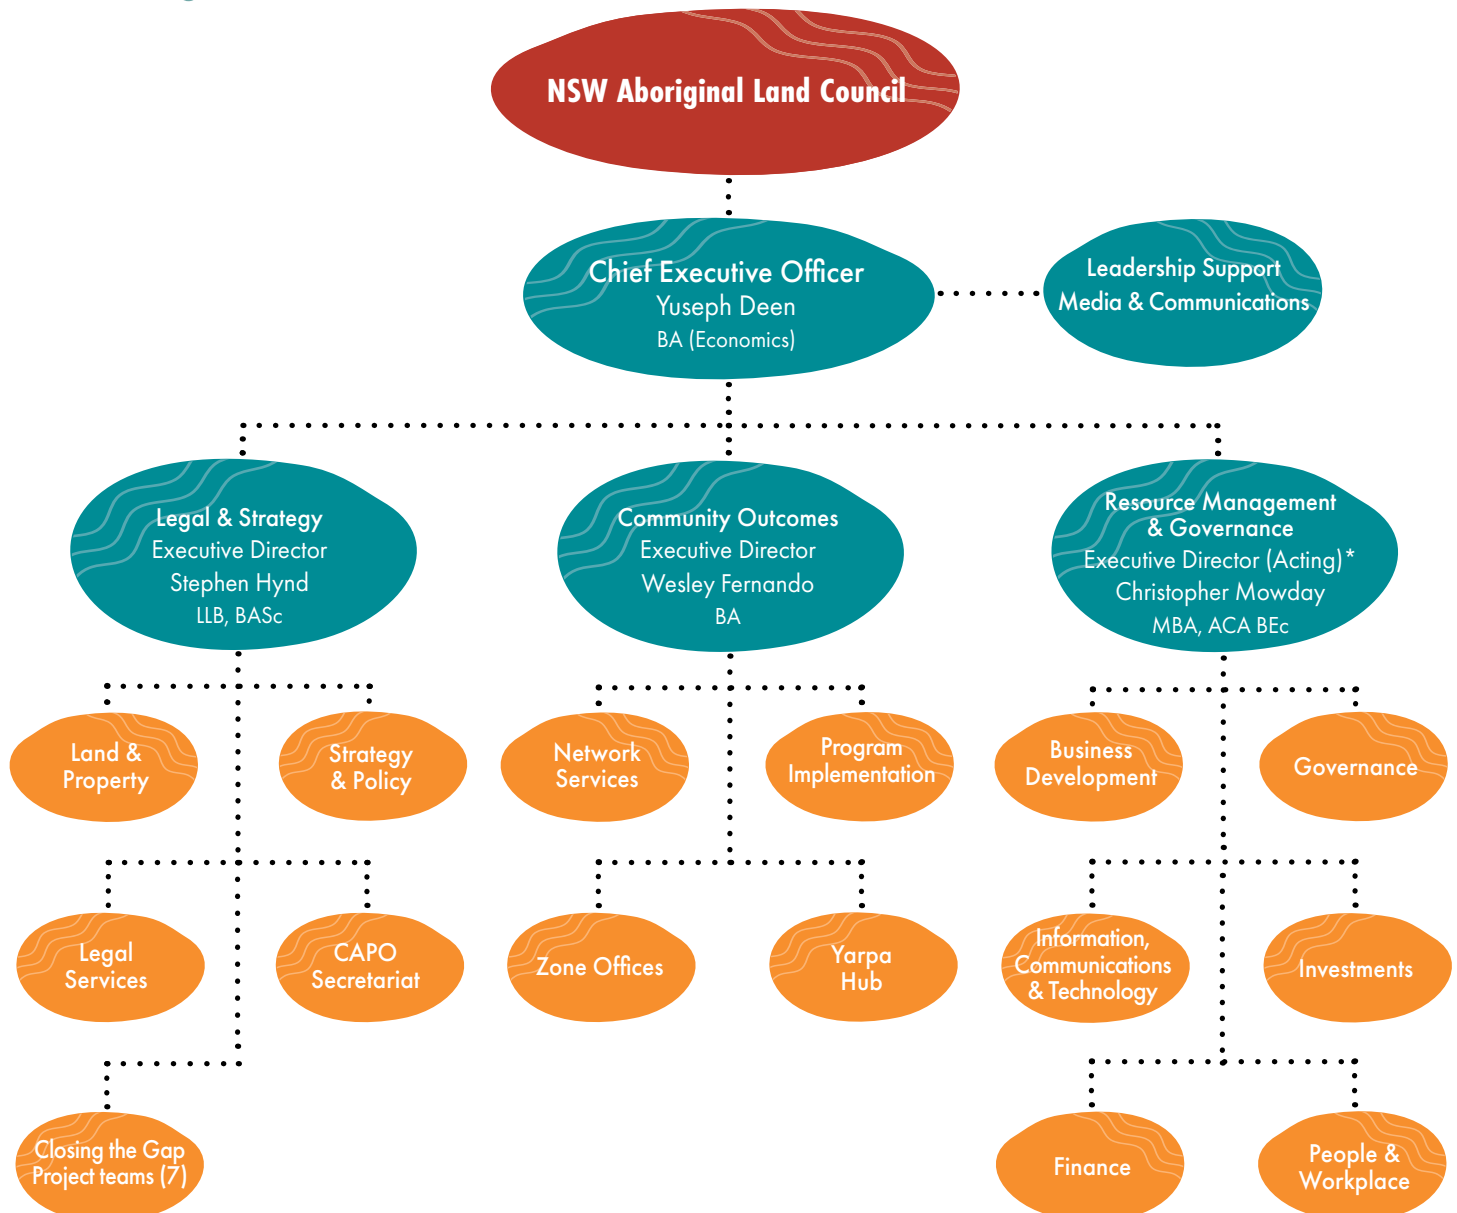 NSW Aboriginal Land Council
Chief Executive Officer
Yuseph Deen
BA (Economics)
Leadership Support
Media & Communications
Legal & Strategy
Executive Director
Stephen Hynd
LLB, BASc
Community Outcomes
Executive Director
Wesley Fernando
BA
Resource Management
& Governance
Executive Director (Acting)*
Christopher Mowday
MBA, ACA BEc
Land &
Property
Strategy
& Policy
Network
Services
Program
Implementation
Business
Development
Governance
Legal
Services
CAPO
Secretariat
Zone Offices
Yarpa
Hub
Information,
Communications
& Technology
Investments
Closing the Gap
Project teams (7)
Finance
People &
Workplace